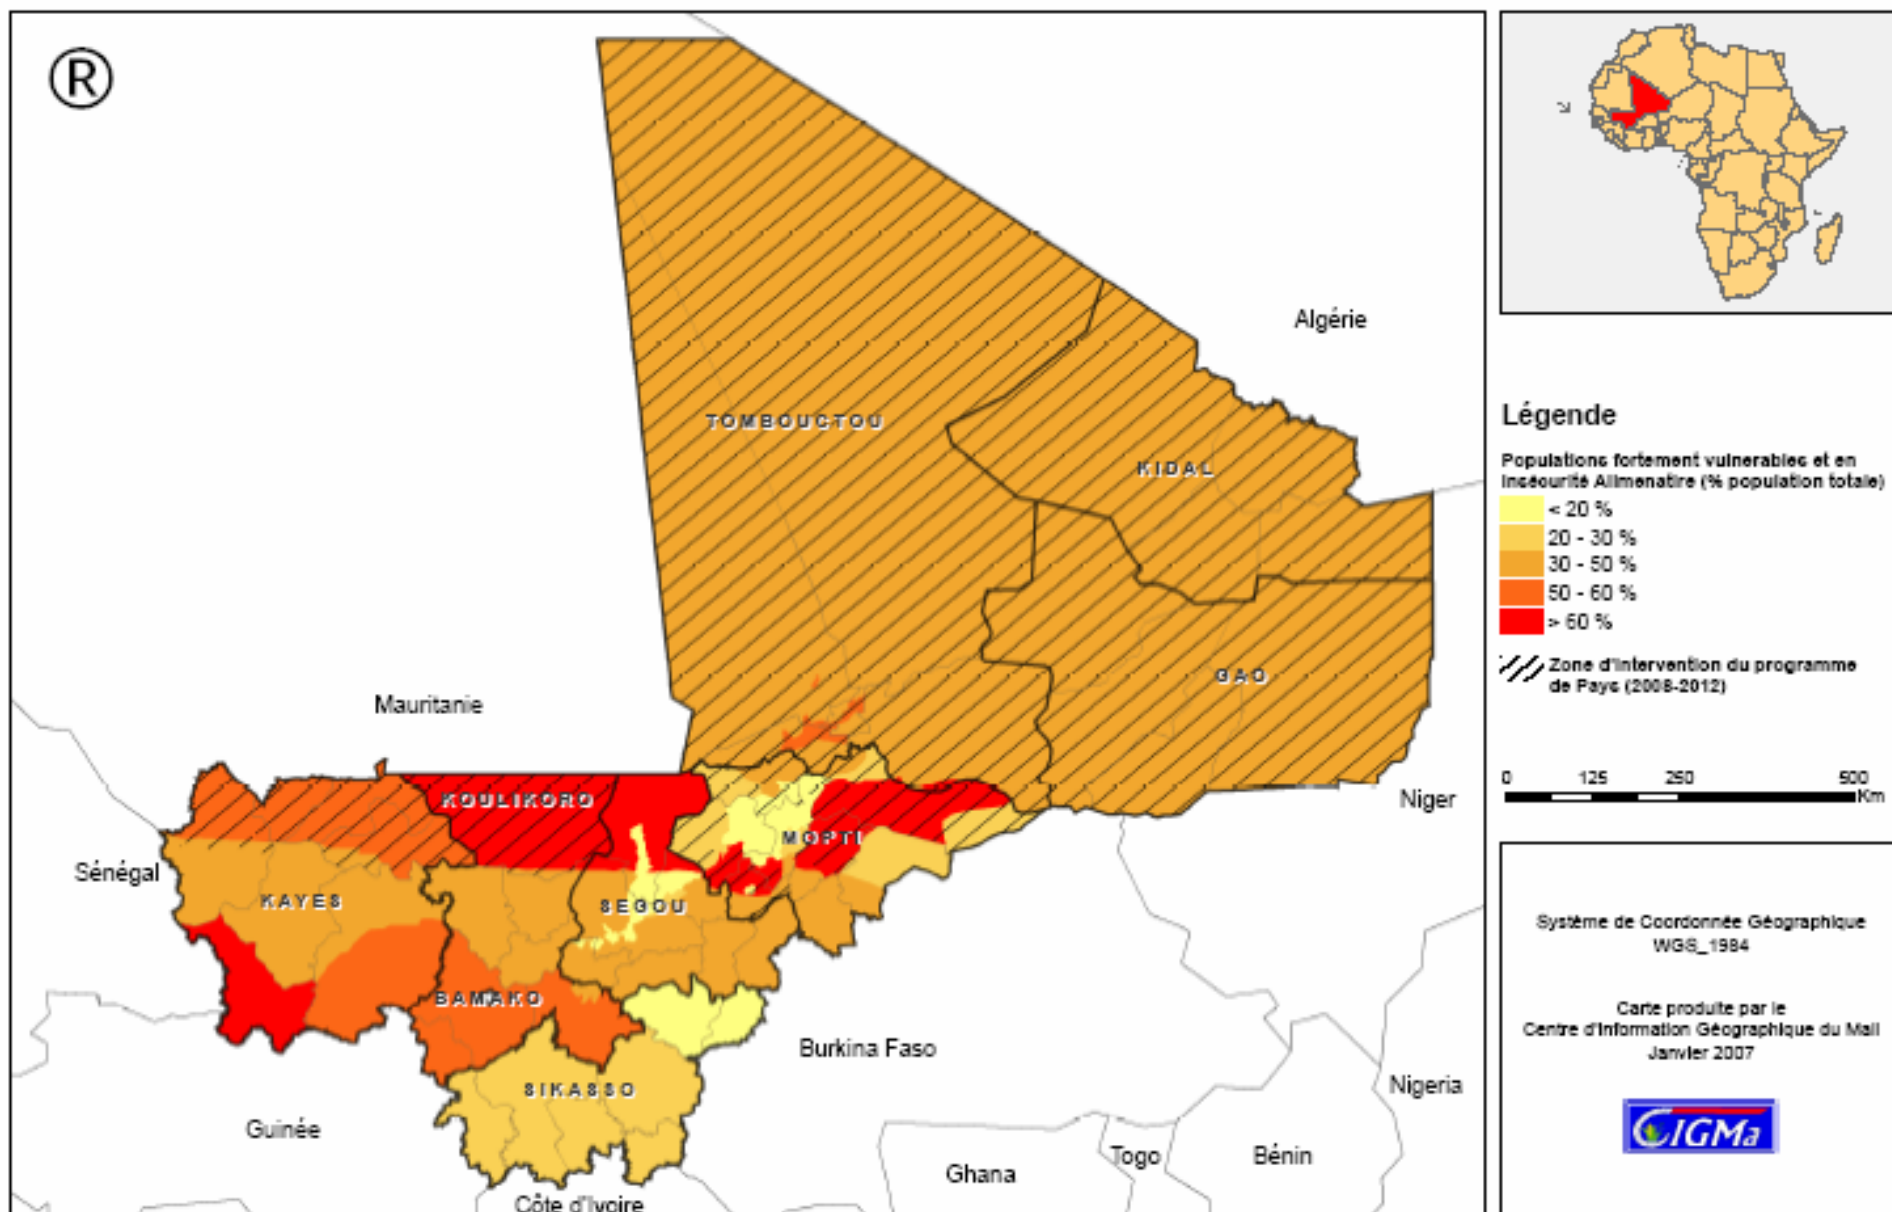 ®
Algérie
TOMBOUCTOU
KIDAL
GAO
Mauritanie
KOULIKORO
MOPTI
Niger
Sénégal
KAYES
SEGOU
BAMAKO
Burkina Faso
SIKASSO
Nigeria
Guinée
Ghana
Togo
Bénin
Côte d'Ivoire
Légende
Populations fortement vulnerables et en
Insécurité Alimenatire (% population totale)
< 20 %
20 - 30 %
30 - 50 %
50 - 60 %
> 60 %
Zone d'intervention du programme
de Pays (2008-2012)
0 125 250 500
Km
Système de Coordonnée Géographique
WGS_1984
Carte produite par le
Centre d'Information Géographique du Mali
Janvier 2007
CIGMa